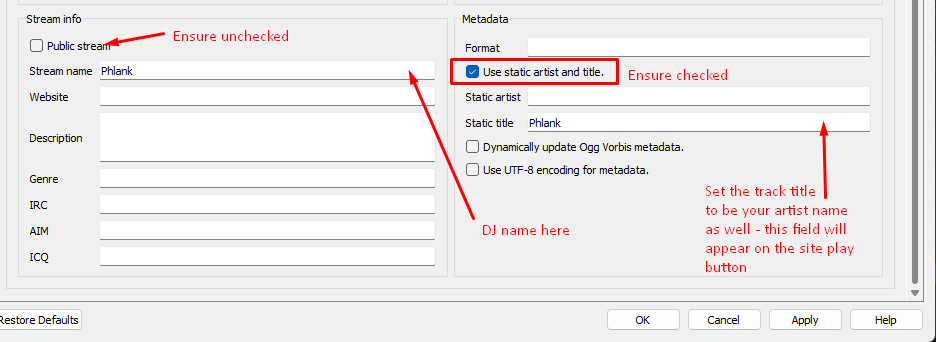 Stream info
Public stream
Ensure unchecked
Stream name Phlank
Website
Description
Genre
IRC
AIM
ICQ
DJ name here
Metadata
Format
Use static artist and title.
Ensure checked
Static artist
Static title Phlank
Dynamically update Ogg Vorbis metadata.
Use UTF-8 encoding for metadata.
Set the track title
to be your artist name
as well - this field will
appear on the site play
button
Restore Defaults
OK
Cancel
Apply
Help